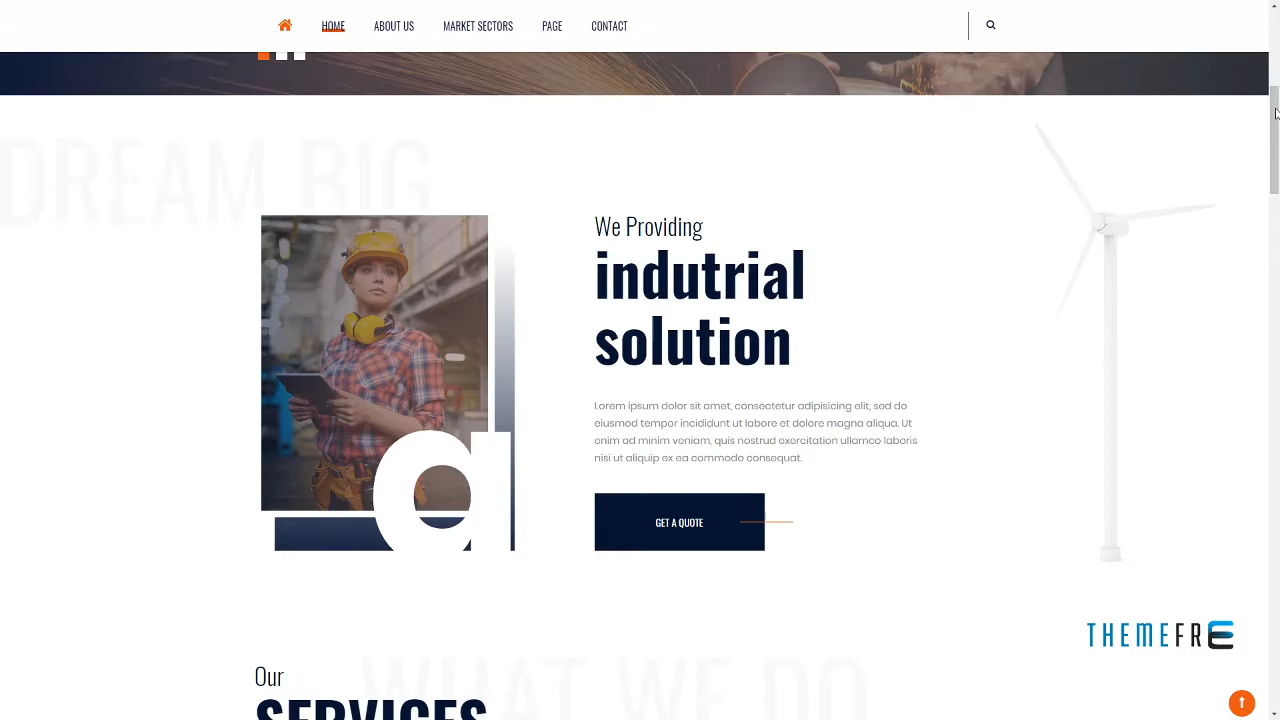 HOME ABOUT US MARKET SECTORS PAGE CONTACT
DREAM BIG
We Providing
indutrial
solution
Lorem ipsum dolor sit amet, consectetur adipisicing elit, sed do
eiusmod tempor incididunt ut labore et dolore magna aliqua. Ut
enim ad minim veniam, quis nostrud exercitation ullamco laboris
nisi ut aliquip ex ea commodo consequat.
a
GET A QUOTE
THEMEFRE
WHAT WE DO
Our
SERVICES